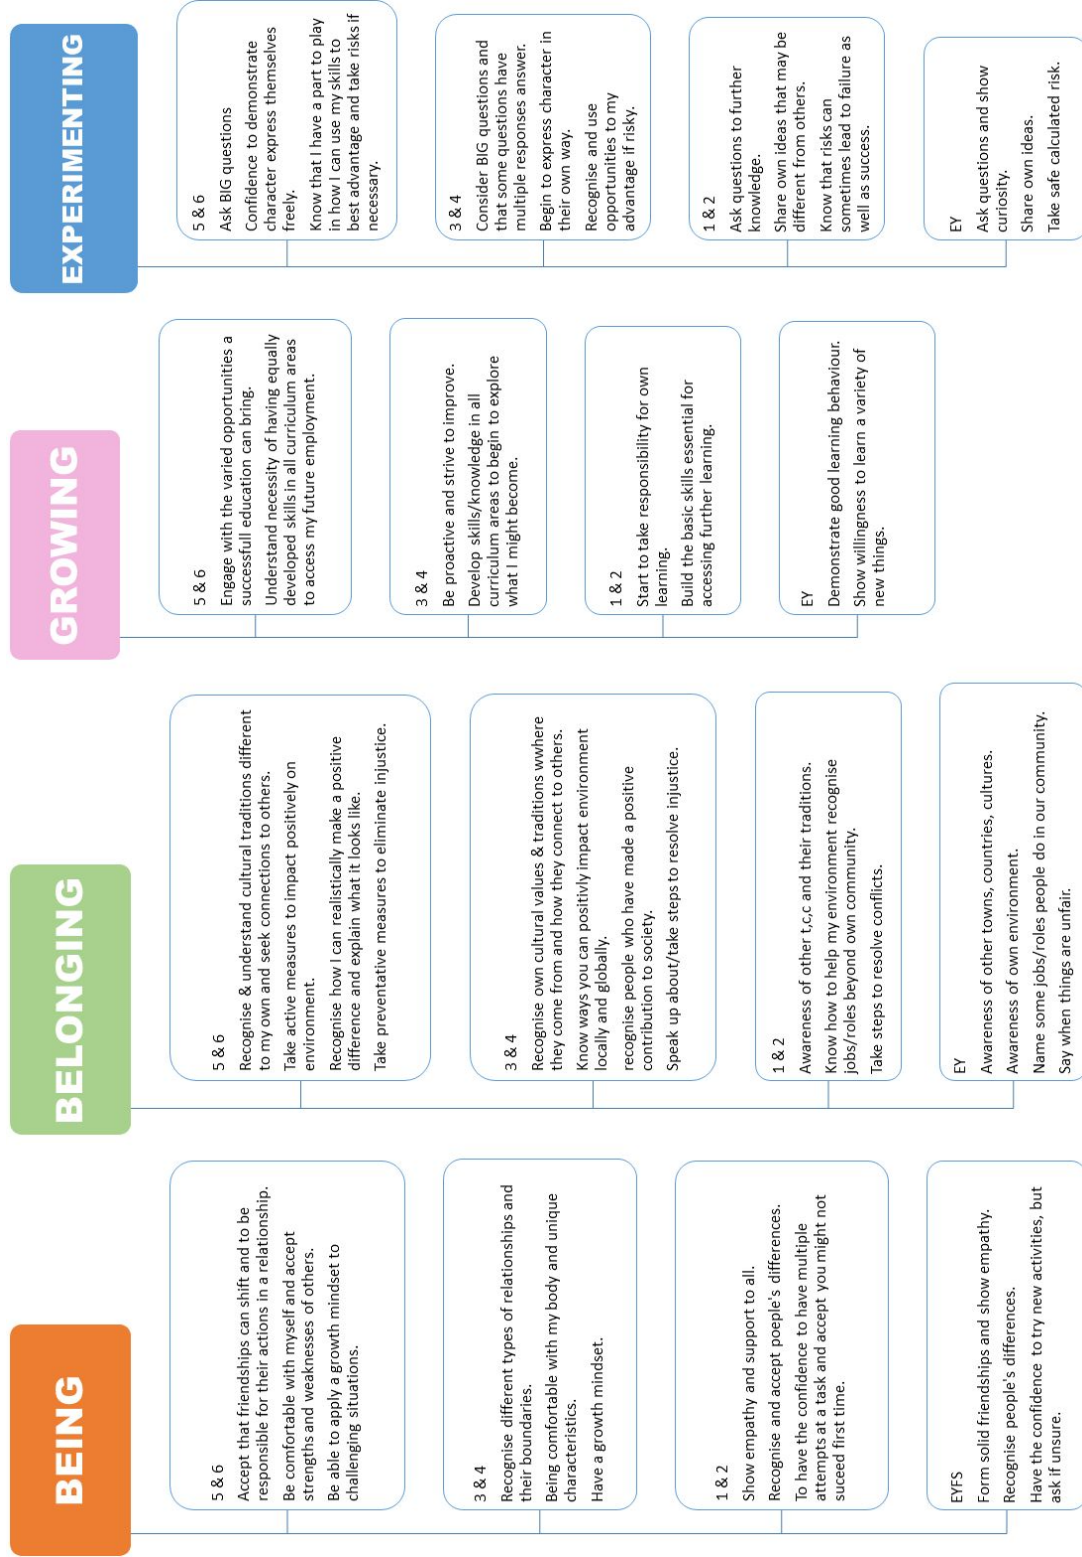 BEING
5 & 6
Accept that friendships can shift and to be
responsible for their actions in a relationship.
Be comfortable with myself and accept
strengths and weaknesses of others.
Be able to apply a growth mindset to
challenging situations.
3 & 4
Recognise different types of relationships and
their boundaries.
Being comfortable with my body and unique
characteristics.
Have a growth mindset.
1 & 2
Show empathy and support to all.
Recognise and accept poeple's differences.
To have the confidence to have multiple
attempts at a task and accept you might not
suceed first time.
EYFS
Form solid friendships and show empathy.
Recognise people's differences.
Have the confidence to try new activities, but
ask if unsure.
BELONGING
5 & 6
Recognise & understand cultural traditions different
to my own and seek connections to others.
Take active measures to impact positively on
environment.
Recognise how I can realistically make a positive
difference and explain what it looks like.
Take preventative measures to eliminate injustice.
3 & 4
Recognise own cultural values & traditions wwhere
they come from and how they connect to others.
Know ways you can positivly impact environment
locally and globally.
recognise people who have made a positive
contribution to society.
Speak up about/take steps to resolve injustice.
1 & 2
Awareness of other t,c,c and their traditions.
Know how to help my environment recognise
jobs/roles beyond own community.
Take steps to resolve conflicts.
EY
Awareness of other towns, countries, cultures.
Awareness of own environment.
Name some jobs/roles people do in our community.
Say when things are unfair.
GROWING
5 & 6
Engage with the varied opportunities a
successfull education can bring.
Understand necessity of having equally
developed skills in all curriculum areas
to access my future employment.
3 & 4
Be proactive and strive to improve.
Develop skills/knowledge in all
curriculum areas to begin to explore
what I might become.
1 & 2
Start to take responsibility for own
learning.
Build the basic skills essential for
accessing further learning.
EY
Demonstrate good learning behaviour.
Show willingness to learn a variety of
new things.
EXPERIMENTING
5 & 6
Ask BIG questions
Confidence to demonstrate
character express themselves
freely.
Know that I have a part to play
in how I can use my skills to
best advantage and take risks if
necessary.
3 & 4
Consider BIG questions and
that some questions have
multiple responses answer.
Begin to express character in
their own way.
Recognise and use
opportunities to my
advantage if risky.
1 & 2
Ask questions to further
knowledge.
Share own ideas that may be
different from others.
Know that risks can
sometimes lead to failure as
well as success.
EY
Ask questions and show
curiosity.
Share own ideas.
Take safe calculated risk.